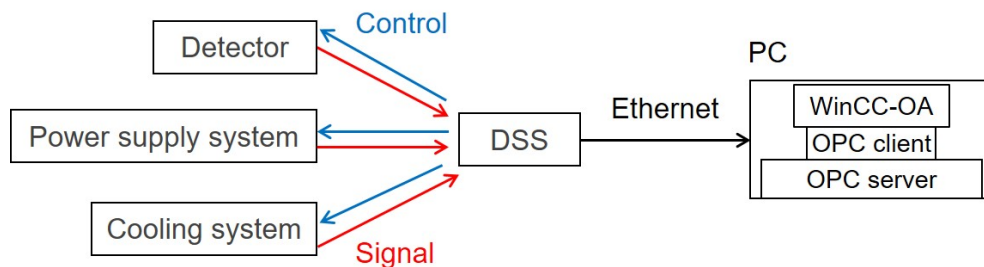 Control
Detector
PC
Ethernet
WinCC-OA
Power supply system
DSS
OPC client
OPC server
Cooling system
Signal